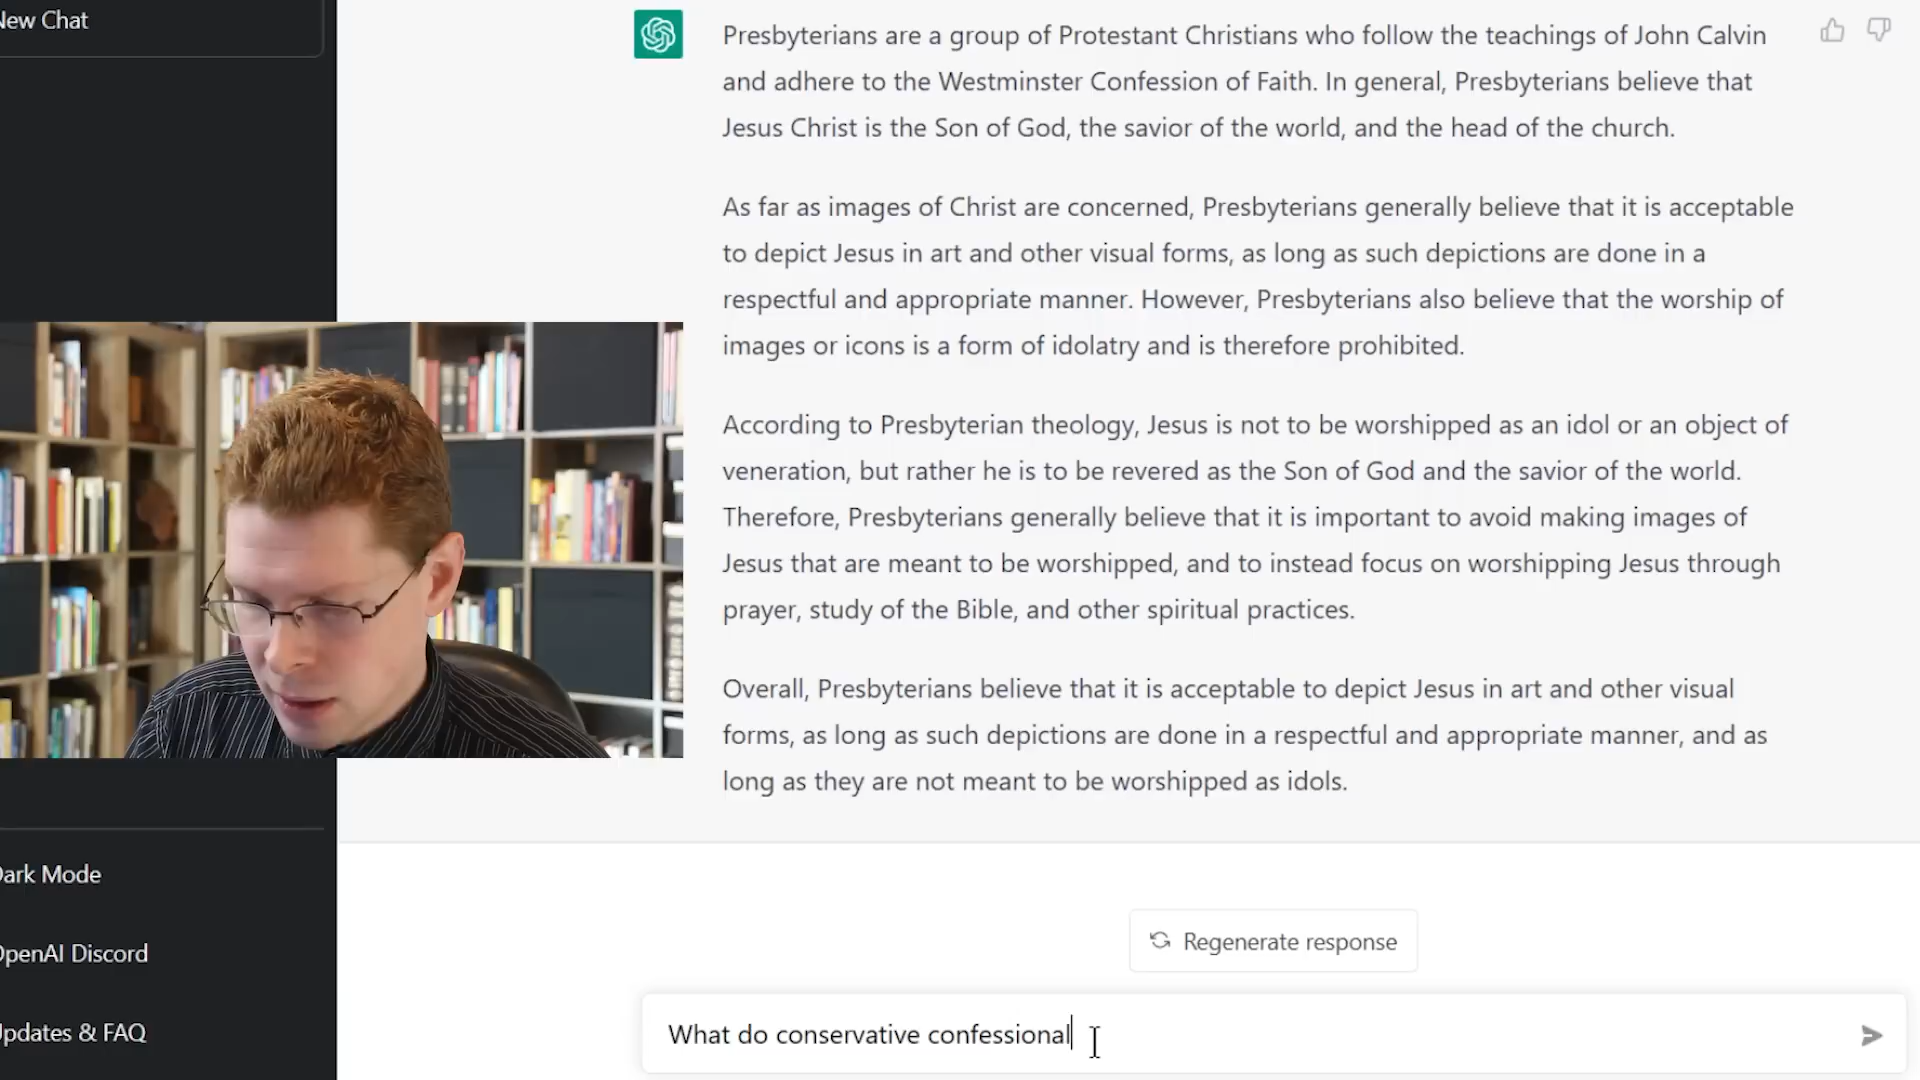 New Chat
Presbyterians are a group of Protestant Christians who follow the teachings of John Calvin
and adhere to the Westminster Confession of Faith. In general, Presbyterians believe that
Jesus Christ is the Son of God, the savior of the world, and the head of the church.
As far as images of Christ are concerned, Presbyterians generally believe that it is acceptable
to depict Jesus in art and other visual forms, as long as such depictions are done in a
respectful and appropriate manner. However, Presbyterians also believe that the worship of
images or icons is a form of idolatry and is therefore prohibited.
According to Presbyterian theology, Jesus is not to be worshipped as an idol or an object of
veneration, but rather he is to be revered as the Son of God and the savior of the world.
Therefore, Presbyterians generally believe that it is important to avoid making images of
Jesus that are meant to be worshipped, and to instead focus on worshipping Jesus through
prayer, study of the Bible, and other spiritual practices.
Overall, Presbyterians believe that it is acceptable to depict Jesus in art and other visual
forms, as long as such depictions are done in a respectful and appropriate manner, and as
long as they are not meant to be worshipped as idols.
Dark Mode
OpenAI Discord
Updates & FAQ
Regenerate response
What do conservative confessional